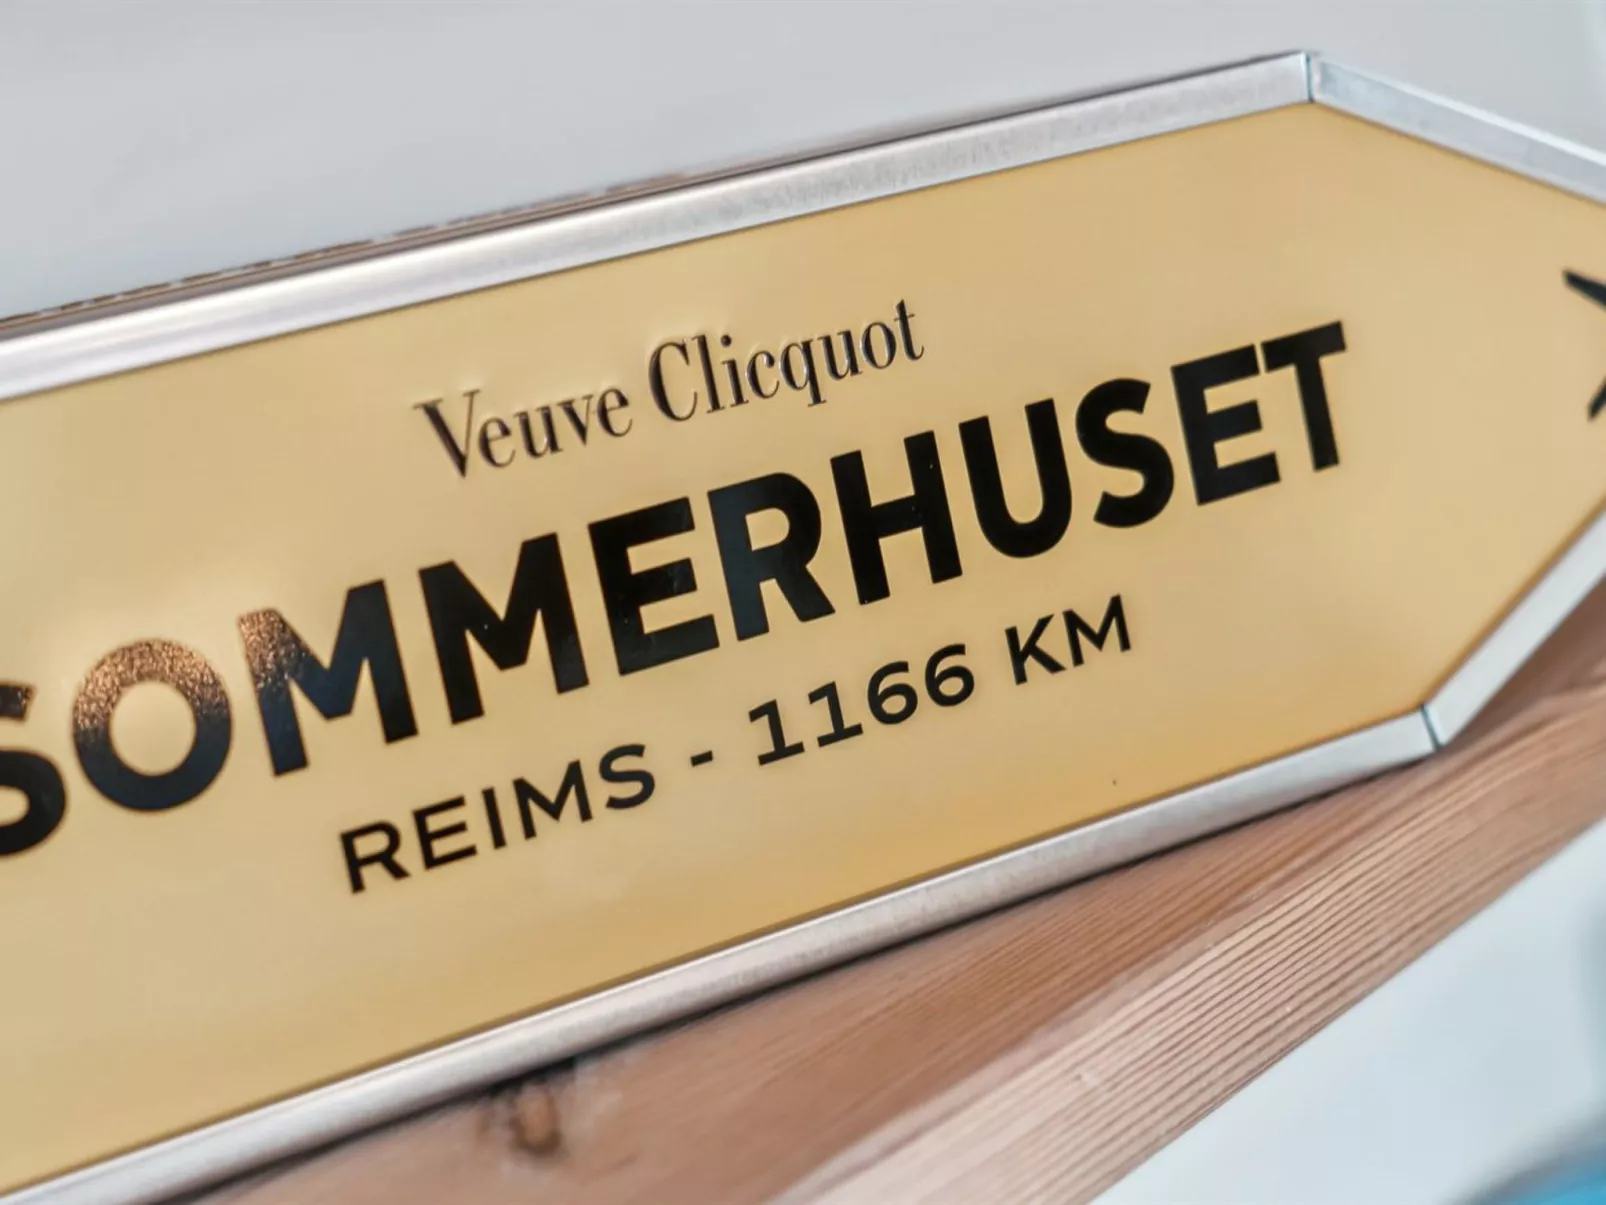 Veuve Clicquot
SOMMERHUSET
REIMS - 1166 KM